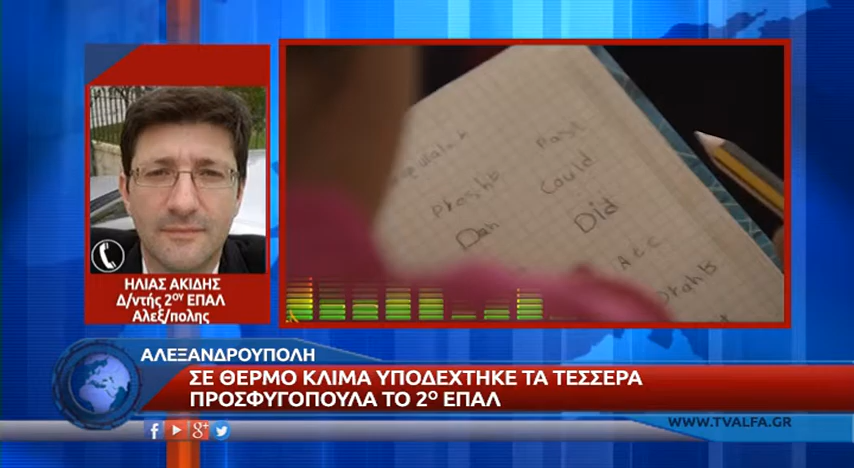 ΗΛΙΑΣ ΑΚΙΔΗΣ
Δ/ντής 2ου ΕΠΑΛ
Αλεξ/πολης
Past
Could
Did
ΑΛΕΞΑΝΔΡΟΥΠΟΛΗ
ΣΕ ΘΕΡΜΟ ΚΛΙΜΑ ΥΠΟΔΕΧΤΗΚΕ ΤΑ ΤΕΣΣΕΡΑ
ΠΡΟΣΦΥΓΟΠΟΥΛΑ ΤΟ 2Ο ΕΠΑΛ
WWW.TVALFA.GR